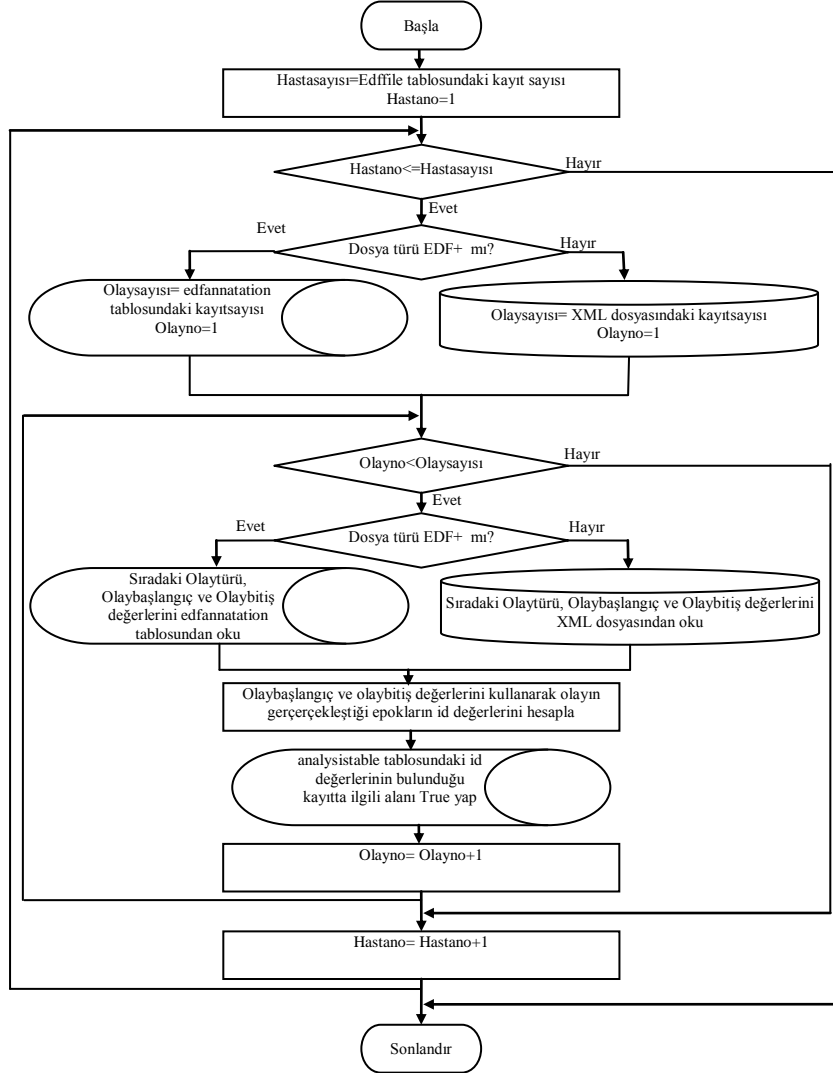 Başla
Hastasayısı=Edffile tablosundaki kayıt sayısı
Hastano=1
Hastano<=Hastasayısı
Hayır
Evet
Evet
Dosya türü EDF+ mı?
Hayır
Olaysayısı= edfannatation
tablosundaki kayıtsayısı
Olayno=1
Olaysayısı= XML dosyasındaki kayıtsayısı
Olayno=1
Olayno<Olaysayısı
Hayır
Evet
Evet
Dosya türü EDF+ mı?
Hayır
Sıradaki Olaytürü,
Olaybaşlangıç ve Olaybitiş
değerlerini edfannatation
tablosundan oku
Sıradaki Olaytürü, Olaybaşlangıç ve Olaybitiş değerlerini
XML dosyasından oku
Olaybaşlangıç ve olaybitiş değerlerini kullanarak olayın
gerçerçekleştiği epokların id değerlerini hesapla
analysistable tablosundaki id
değerlerinin bulunduğu
kayıtta ilgili alanı True yap
Olayno= Olayno+1
Hastano= Hastano+1
Sonlandır